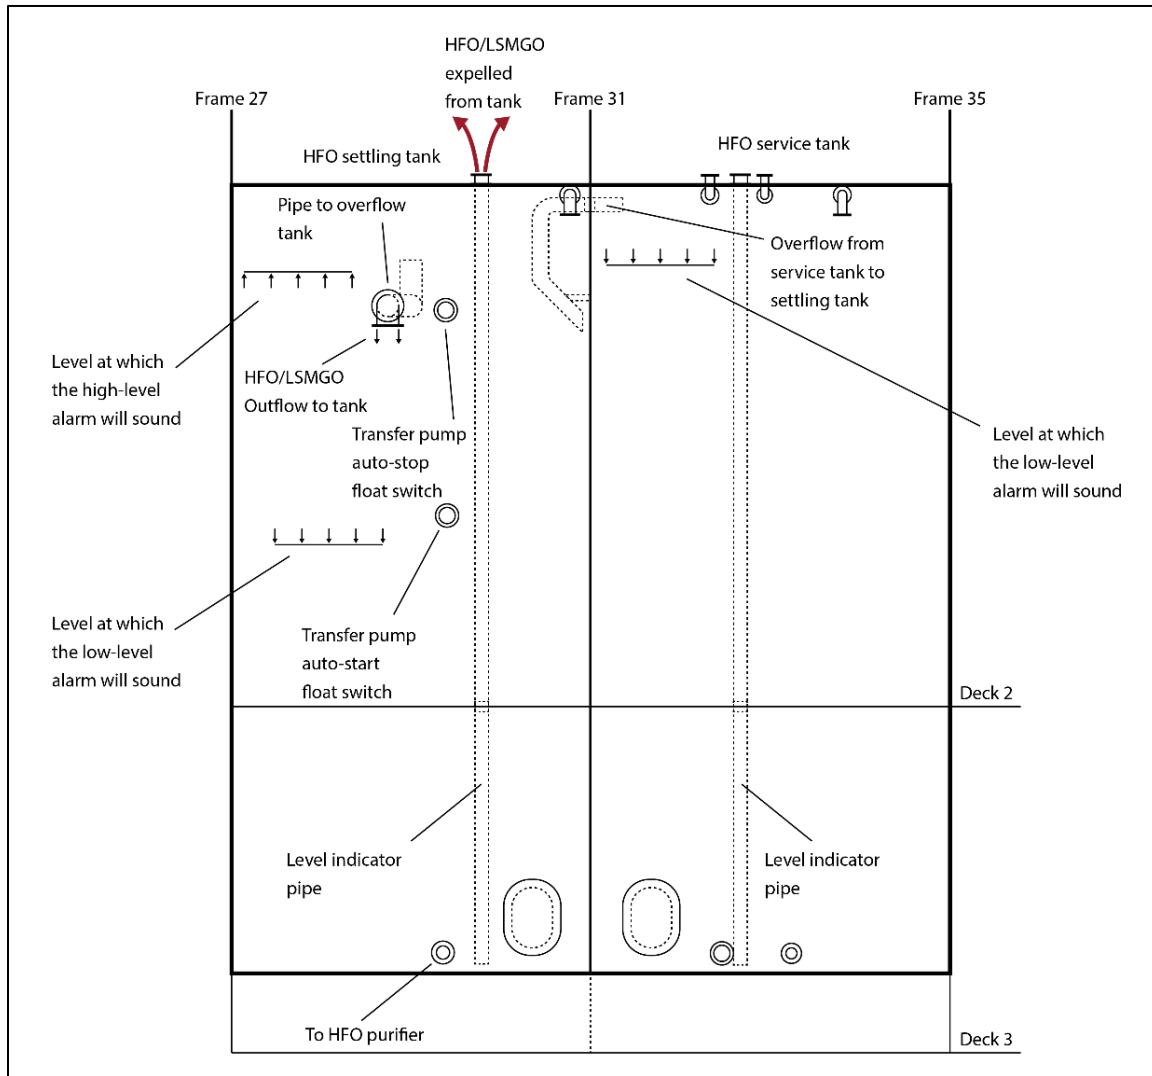 HFO/LSMGO
expelled
from tank
Frame 27
Frame 31
Frame 35
HFO settling tank
HFO service tank
Pipe to overflow
tank
Overflow from
service tank to
settling tank
Level at which
the high-level
alarm will sound
HFO/LSMGO
Outflow to tank
Transfer pump
auto-stop
float switch
Level at which
the low-level
alarm will sound
Level at which
the low-level
alarm will sound
Transfer pump
auto-start
float switch
Deck 2
Level indicator
pipe
Level indicator
pipe
To HFO purifier
Deck 3